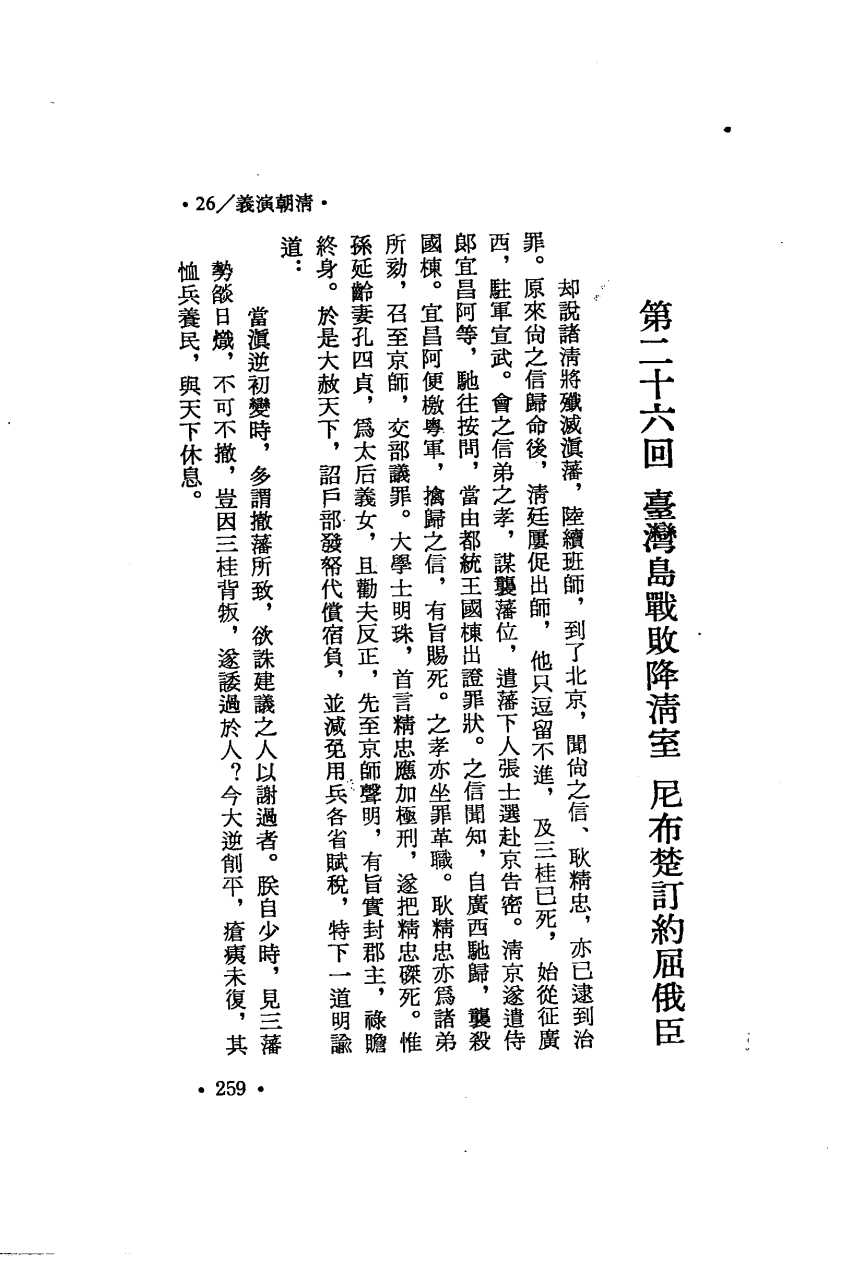 ·26／義演朝清·
第二十六回 臺灣島戰敗降淸室 尼布楚訂約屈俄臣
却說諸淸將殲滅滇藩，陸續班師，到了北京，聞尙之信、耿精忠，亦已逮到治
罪。原來尙之信歸命後，淸廷屢促出師，他只逗留不進，及三桂已死，始從征廣
西，駐軍宣武。會之信弟之孝，謀襲藩位，遣藩下人張士選赴京告密。淸京遂遣侍
郞宜昌阿等，馳往按問，當由都統王國棟出證罪狀。之信聞知，自廣西馳歸，襲殺
國棟。宜昌阿便檄粵軍，擒歸之信，有旨賜死。之孝亦坐罪革職。耿精忠亦爲諸弟
所劾，召至京師，交部議罪。大學士明珠，首言精忠應加極刑，遂把精忠磔死。惟
孫延齡妻孔四貞，爲太后義女，且勸夫反正，先至京師聲明，有旨實封郡主，祿贍
終身。於是大赦天下，詔戶部發帑代償宿負，並減免用兵各省賦稅，特下一道明諭
道：
當滇逆初變時，多謂撤藩所致，欲誅建議之人以謝過者。朕自少時，見三藩
勢燄日熾，不可不撤，豈因三桂背叛，遂諉過於人？今大逆創平，瘡痍未復，其
恤兵養民，與天下休息。
·259·